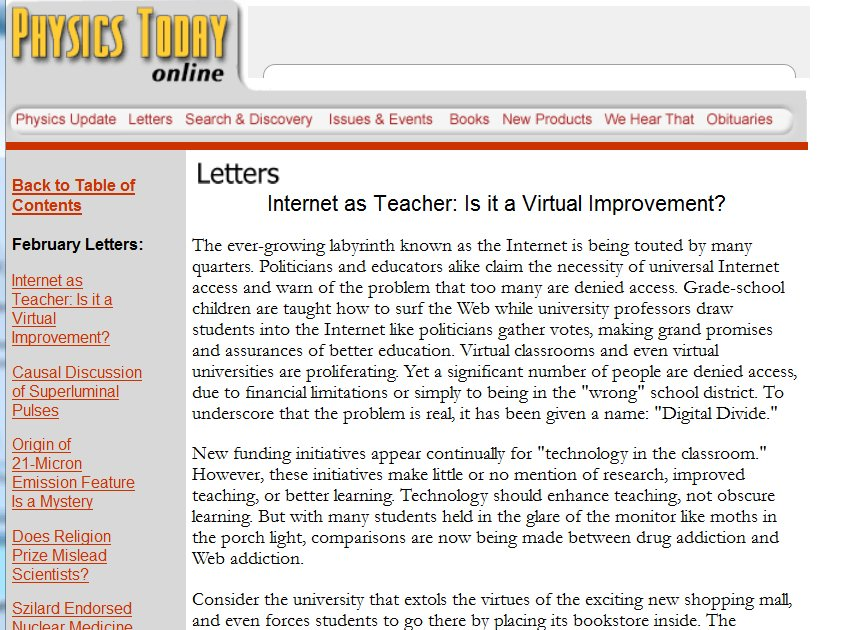 PHYSICS TODAY
online
Physics Update Letters Search & Discovery Issues & Events Books New Products We Hear That Obituaries
Back to Table of
Contents
February Letters:
Internet as
Teacher: Is it a
Virtual
Improvement?
Causal Discussion
of Superluminal
Pulses
Origin of
21-Micron
Emission Feature
Is a Mystery
Does Religion
Prize Mislead
Scientists?
Szilard Endorsed
Nuclear Medicine
Letters
Internet as Teacher: Is it a Virtual Improvement?
The ever-growing labyrinth known as the Internet is being touted by many
quarters. Politicians and educators alike claim the necessity of universal Internet
access and warn of the problem that too many are denied access. Grade-school
children are taught how to surf the Web while university professors draw
students into the Internet like politicians gather votes, making grand promises
and assurances of better education. Virtual classrooms and even virtual
universities are proliferating. Yet a significant number of people are denied access,
due to financial limitations or simply to being in the "wrong" school district. To
underscore that the problem is real, it has been given a name: "Digital Divide."
New funding initiatives appear continually for "technology in the classroom."
However, these initiatives make little or no mention of research, improved
teaching, or better learning. Technology should enhance teaching, not obscure
learning. But with many students held in the glare of the monitor like moths in
the porch light, comparisons are now being made between drug addiction and
Web addiction.
Consider the university that extols the virtues of the exciting new shopping mall,
and even forces students to go there by placing its bookstore inside. The